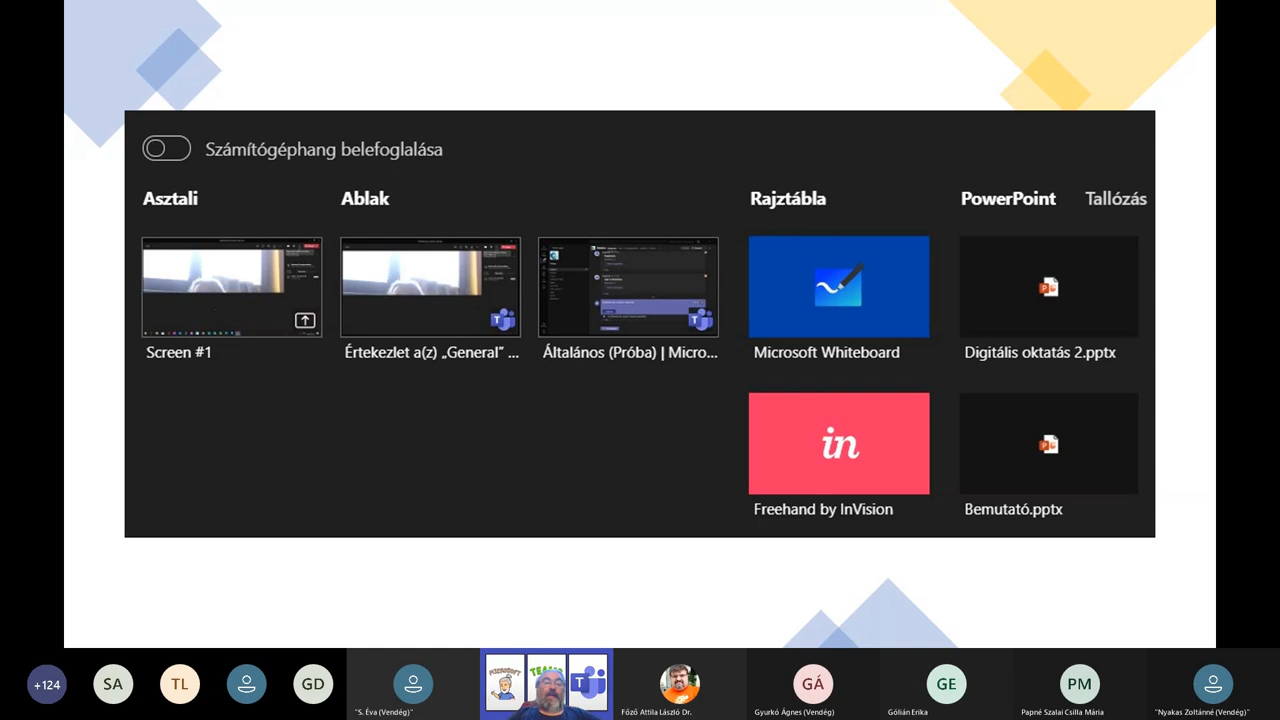 Számítógéphang belefoglalása
Asztali
Ablak
Rajztábla
PowerPoint
Tallózás
Screen #1
Értekezlet a(z) „General” ...
Általános (Próba) | Micro...
Microsoft Whiteboard
Digitális oktatás 2.pptx
in
Freehand by InVision
Bemutató.pptx
+124
SA
TL
GD
"S. Éva (Vendég)"
MICROSOFT
TEAMS
Főző Attila László Dr.
GÁ
Gyurkó Ágnes (Vendég)
GE
Gólián Erika
PM
Papné Szalai Csilla Mária
"Nyakas Zoltánné (Vendég)"